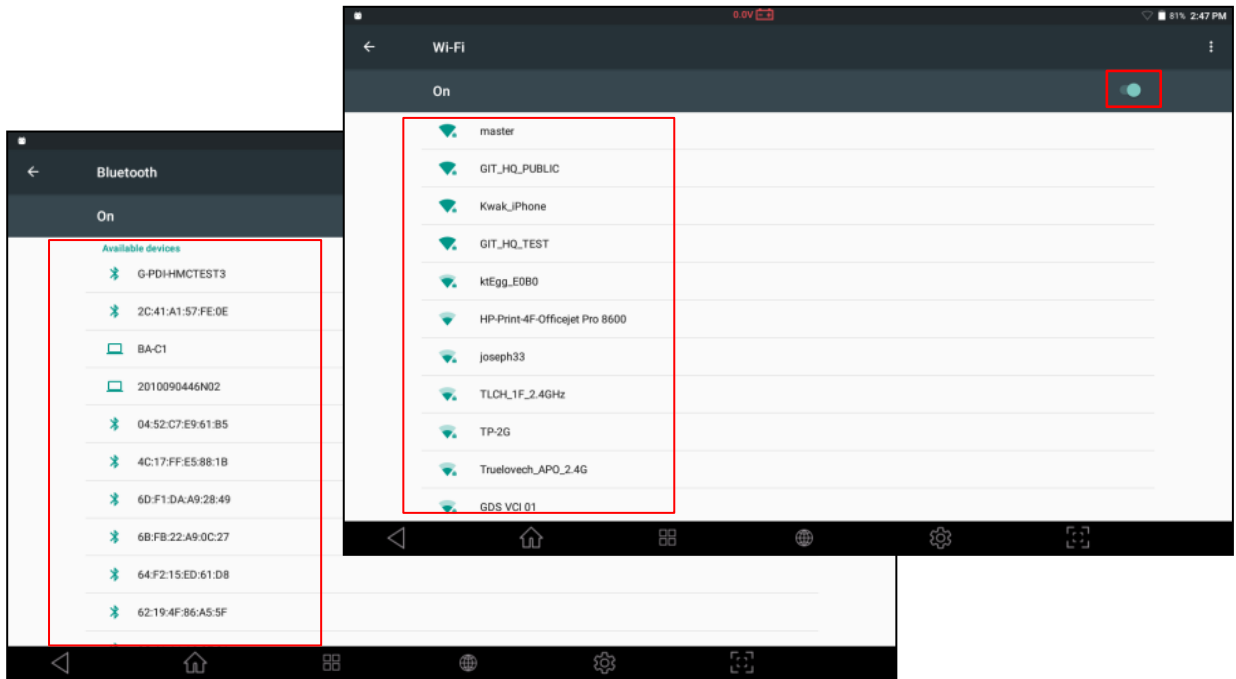 0.0V
81% 2:47 PM
Wi-Fi
On
master
GIT_HQ_PUBLIC
Kwak_iPhone
GIT_HQ_TEST
ktEgg_E0B0
HP-Print-4F-Officejet Pro 8600
joseph33
TLCH_1F_2.4GHz
TP-2G
Truelovech_APO_2.4G
GDS VCI 01
Bluetooth
On
Available devices
G-PDI-HMCTEST3
2C:41:A1:57:FE:0E
BA-C1
2010090446N02
04:52:C7:E9:61:B5
4C:17:FF:E5:88:1B
6D:F1:DA:A9:28:49
6B:FB:22:A9:0C:27
64:F2:15:ED:61:D8
62:19:4F:86:A5:5F